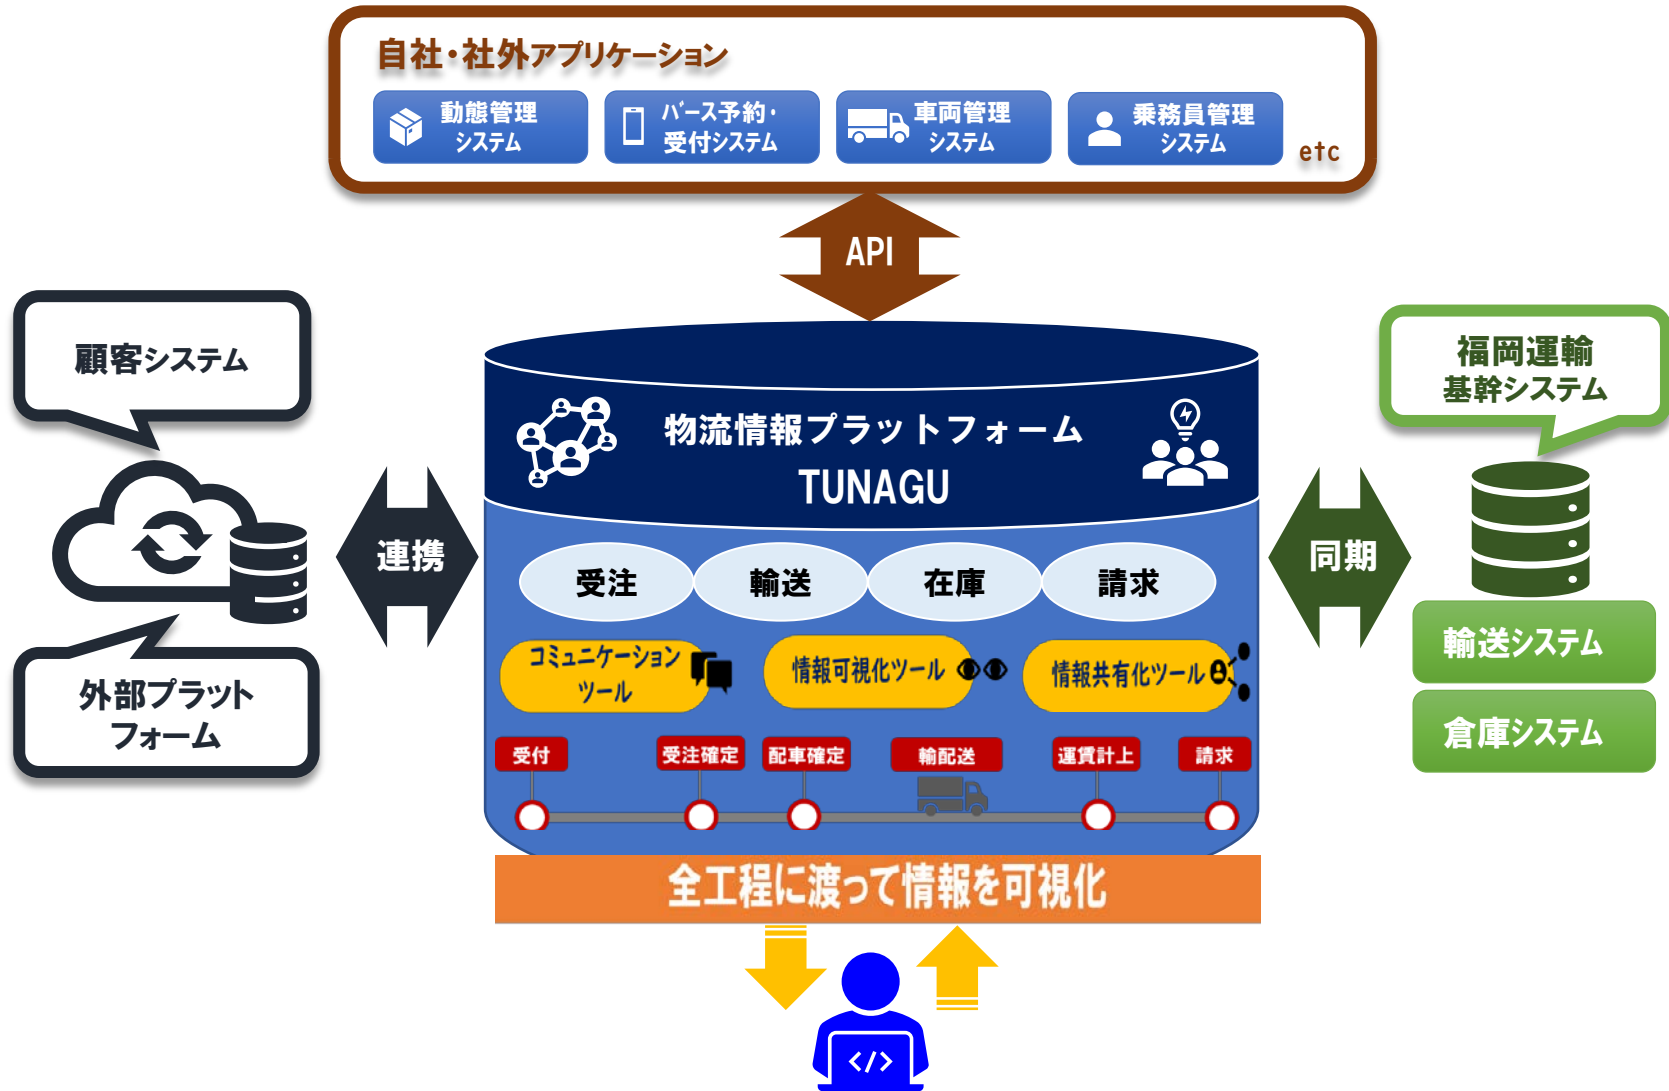 自社・社外アプリケーション
動態管理
システム
バース予約・
受付システム
車両管理
システム
乗務員管理
システム
etc
API
顧客システム
福岡運輸
基幹システム
物流情報プラットフォーム
TUNAGU
連携
同期
受注
輸送
在庫
請求
コミュニケーション
ツール
情報可視化ツール
情報共有化ツール
輸送システム
倉庫システム
外部プラット
フォーム
受付
受注確定
配車確定
輸配送
運賃計上
請求
全工程に渡って情報を可視化
</>